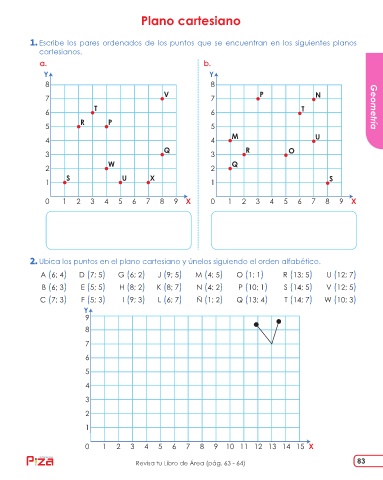 Plano cartesiano
1. Escribe los pares ordenados de los puntos que se encuentran en los siguientes planos
cartesianos.
a.
b.
Y
8
7
6
5
4
3
2
1
0 1 2 3 4 5 6 7 8 9 X
V
T
R P
Q
W
S U X
Y
8
7
6
5
4
3
2
1
0 1 2 3 4 5 6 7 8 9 X
P N
T
M U
R O
Q
S
Geometría
2. Ubica los puntos en el plano cartesiano y únelos siguiendo el orden alfabético.
A (6; 4) D (7; 5) G (6; 2) J (9; 5) M (4; 5) O (1; 1) R (13; 5) U (12; 7)
B (6; 3) E (5; 5) H (8; 2) K (8; 7) N (4; 2) P (10; 1) S (14; 5) V (12; 5)
C (7; 3) F (5; 3) I (9; 3) L (6; 7) Ñ (1; 2) Q (13; 4) T (14; 7) W (10; 3)
Y
9
8
7
6
5
4
3
2
1
0 1 2 3 4 5 6 7 8 9 10 11 12 13 14 15 X
Revisa tu Libro de Área (pág. 63 - 64)
83